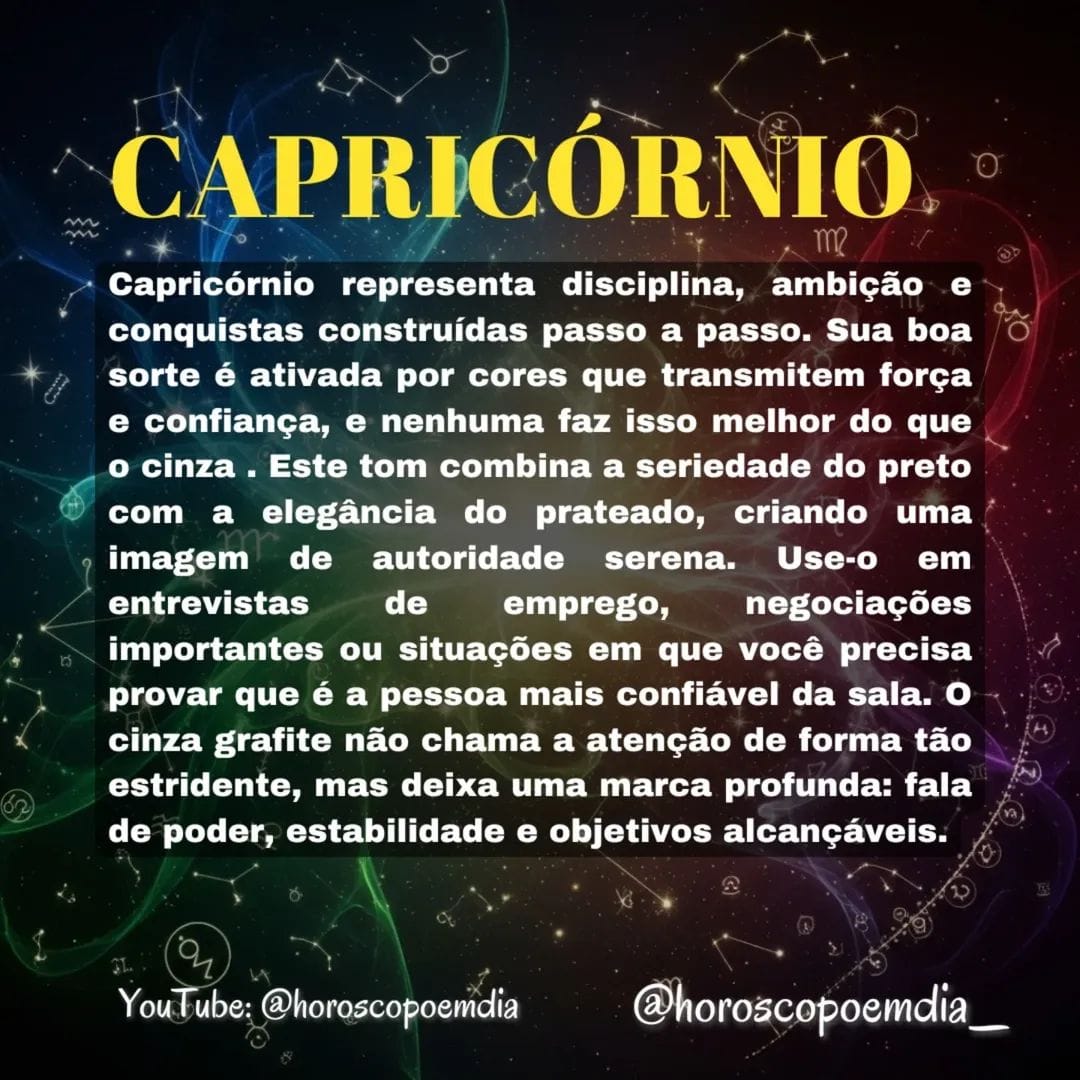 CAPRICÓRNIO
Capricórnio representa disciplina, ambição e
conquistas construídas passo a passo. Sua boa
sorte é ativada por cores que transmitem força
e confiança, e nenhuma faz isso melhor do que
o cinza . Este tom combina a seriedade do preto
com a elegância do prateado, criando uma
imagem de autoridade serena. Use-o em
entrevistas de emprego, negociações
importantes ou situações em que você precisa
provar que é a pessoa mais confiável da sala. O
cinza grafite não chama a atenção de forma tão
estridente, mas deixa uma marca profunda: fala
de poder, estabilidade e objetivos alcançáveis.
YouTube: @horoscopoemdia
@horoscopoemdia_